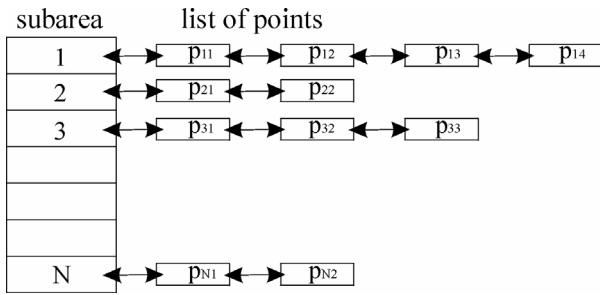 subarea list of points
1 p11 p12 p13 p14
2 p21 p22
3 p31 p32 p33
N pN1 pN2